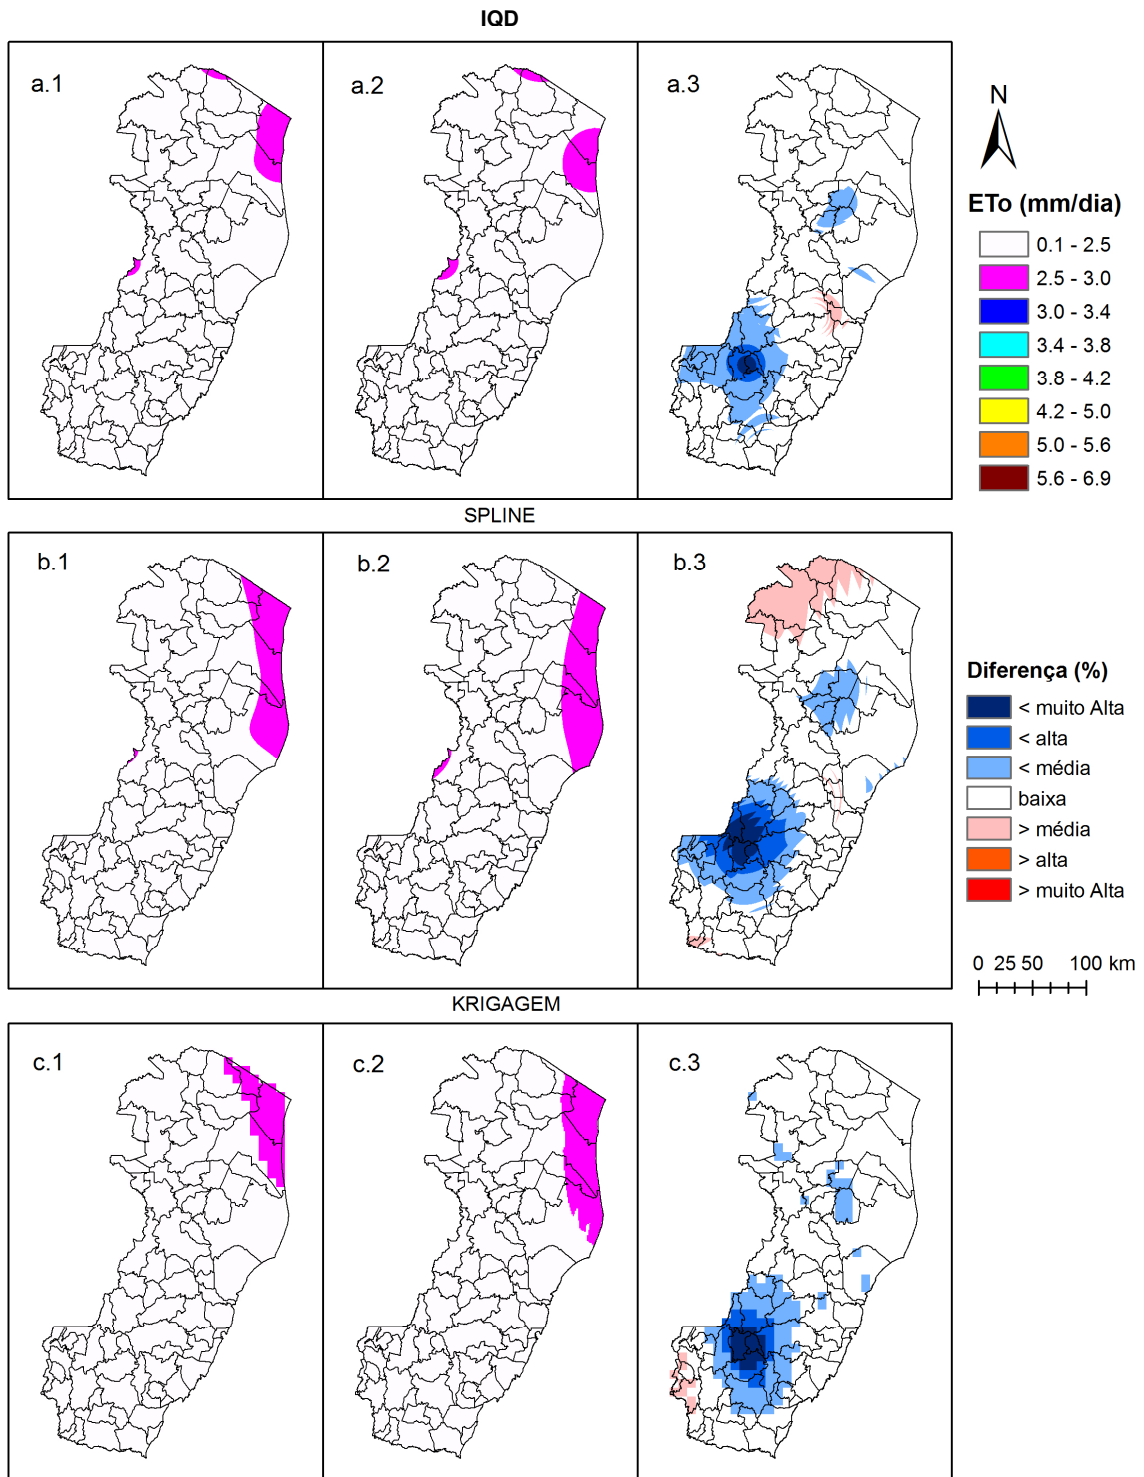 IQD
a.1
a.2
a.3
N
ETo (mm/dia)
0.1 - 2.5
2.5 - 3.0
3.0 - 3.4
3.4 - 3.8
3.8 - 4.2
4.2 - 5.0
5.0 - 5.6
5.6 - 6.9
SPLINE
b.1
b.2
b.3
Diferença (%)
< muito Alta
< alta
< média
baixa
> média
> alta
> muito Alta
0 25 50 100 km
KRIGAGEM
c.1
c.2
c.3